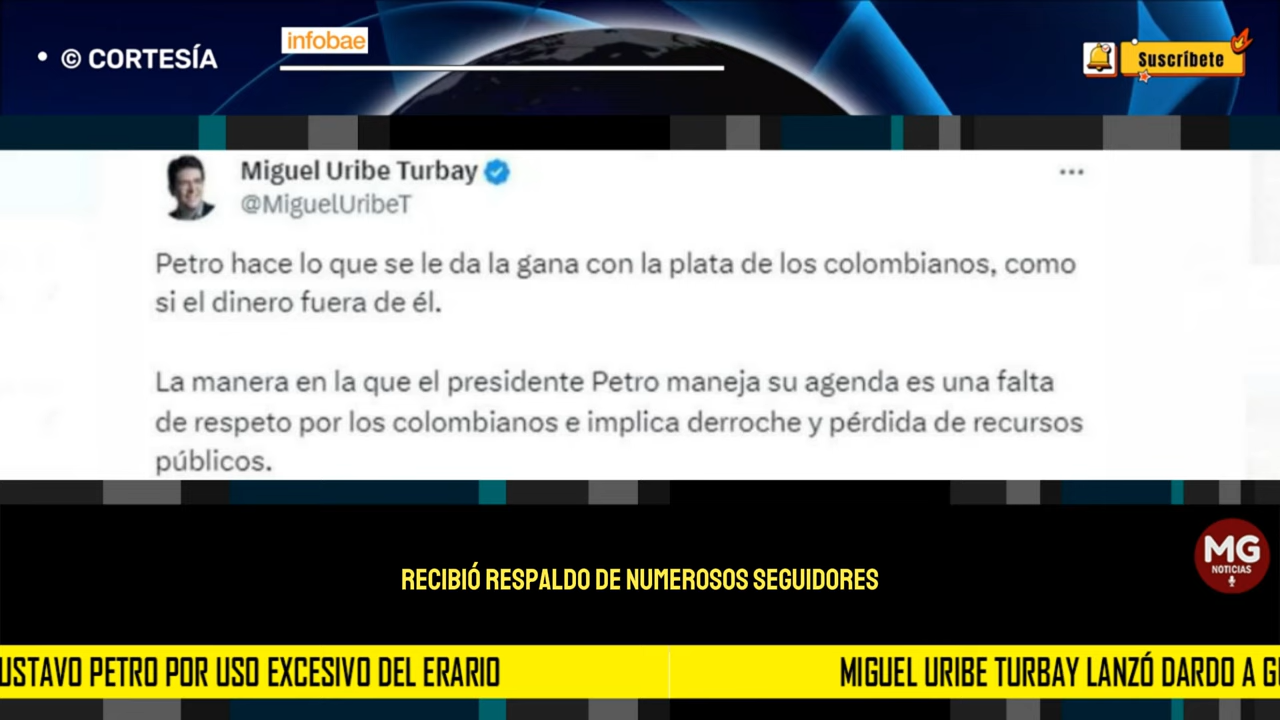 • © CORTESÍA
infobae
Suscríbete
Miguel Uribe Turbay
@MiguelUribeT
Petro hace lo que se le da la gana con la plata de los colombianos, como
si el dinero fuera de él.
La manera en la que el presidente Petro maneja su agenda es una falta
de respeto por los colombianos e implica derroche y pérdida de recursos
públicos.
RECIBIÓ RESPALDO DE NUMEROSOS SEGUIDORES
MG
NOTICIAS
USTAVO PETRO POR USO EXCESIVO DEL ERARIO
MIGUEL URIBE TURBAY LANZÓ DARDO A G